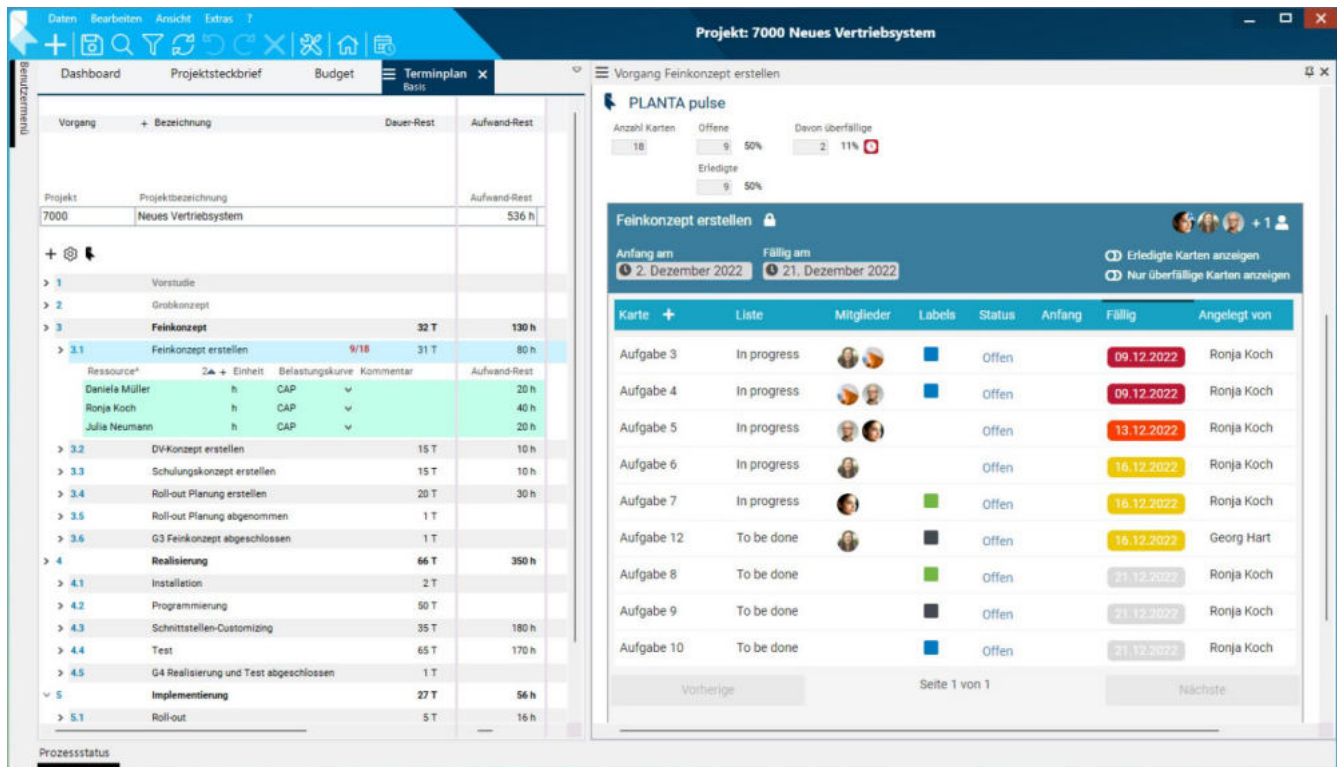 Daten Bearbeiten Ansicht Extras ?
Projekt: 7000 Neues Vertriebsystem
Benutzermenü
Dashboard Projektsteckbrief Budget Terminplan
Basis
Vorgang + Bezeichnung Dauer-Rest Aufwand-Rest
Projekt Projektbezeichnung Aufwand-Rest
7000 Neues Vertriebsystem 536 h
1 Vorstudie
2 Grobkonzept
3 Feinkonzept 32 T 130 h
3.1 Feinkonzept erstellen 9/18 31 T 80 h
Ressource* 2 + Einheit Belastungskurve Kommentar Aufwand-Rest
Daniela Müller h CAP 20 h
Ronja Koch h CAP 40 h
Julia Neumann h CAP 20 h
3.2 DV-Konzept erstellen 15 T 10 h
3.3 Schulungskonzept erstellen 15 T 10 h
3.4 Roll-out Planung erstellen 20 T 30 h
3.5 Roll-out Planung abgenommen 1 T
3.6 G3 Feinkonzept abgeschlossen 1 T
4 Realisierung 66 T 350 h
4.1 Installation 2 T
4.2 Programmierung 50 T
4.3 Schnittstellen-Customizing 35 T 180 h
4.4 Test 65 T 170 h
4.5 G4 Realisierung und Test abgeschlossen 1 T
5 Implementierung 27 T 56 h
5.1 Roll-out 5 T 16 h
Prozessstatus
Vorgang Feinkonzept erstellen
PLANTA pulse
Anzahl Karten Offene Davon überfällige
18 9 50% 2 11%
Erledigte
9 50%
Feinkonzept erstellen +1
Anfang am Fällig am
2. Dezember 2022 21. Dezember 2022
Erledigte Karten anzeigen
Nur überfällige Karten anzeigen
Karte + Liste Mitglieder Labels Status Anfang Fällig Angelegt von
Aufgabe 3 In progress Offen 09.12.2022 Ronja Koch
Aufgabe 4 In progress Offen 09.12.2022 Ronja Koch
Aufgabe 5 In progress Offen 13.12.2022 Ronja Koch
Aufgabe 6 In progress Offen 16.12.2022 Ronja Koch
Aufgabe 7 In progress Offen 16.12.2022 Ronja Koch
Aufgabe 12 To be done Offen 16.12.2022 Georg Hart
Aufgabe 8 To be done Offen 21.12.2022 Ronja Koch
Aufgabe 9 To be done Offen 21.12.2022 Ronja Koch
Aufgabe 10 To be done Offen 21.12.2022 Ronja Koch
Vorherige Seite 1 von 1 Nächste